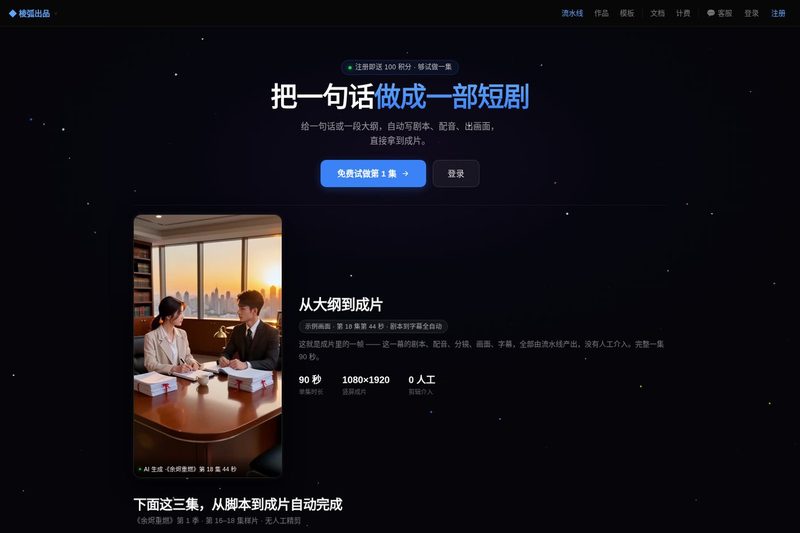 棱弧出品
流水线 作品 模板 文档 计费 客服 登录 注册
注册即送 100 积分 · 够试做一集
把一句话做成一部短剧
给一句话或一段大纲，自动写剧本、配音、出画面，
直接拿到成片。
免费试做第 1 集 →
登录
从大纲到成片
示例画面 · 第 18 集第 44 秒 · 剧本到字幕全自动
这就是成片里的一帧 —— 这一幕的剧本、配音、分镜、画面、字幕，全部由流水线产出，没有人工介入。完整一集
90 秒。
90 秒 1080×1920 0 人工
单集时长 竖屏成片 剪辑介入
AI 生成 ·《余烬重燃》第 18 集 44 秒
下面这三集，从脚本到成片自动完成
《余烬重燃》第 1 季 · 第 16–18 集样片 · 无人工精剪